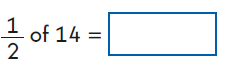 1/2 of 14 =